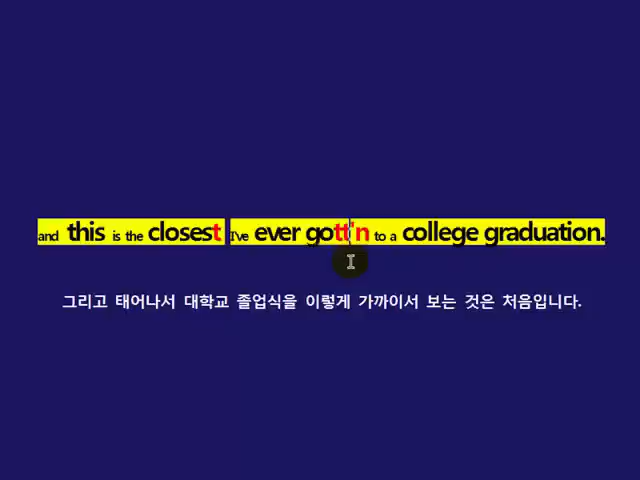 and this is the closest I've ever gott'n to a college graduation.
그리고 태어나서 대학교 졸업식을 이렇게 가까이서 보는 것은 처음입니다.